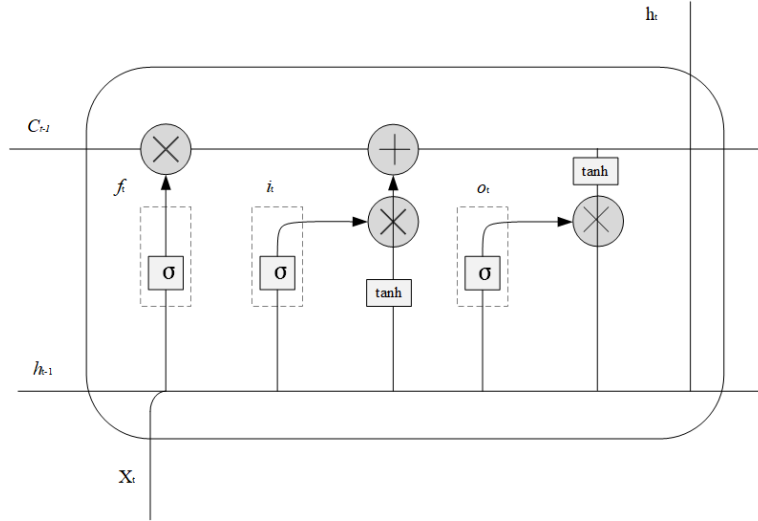 hₜ
Cₜ₋₁
fₜ
iₜ
oₜ
tanh
σ
σ
σ
tanh
hₜ₋₁
Xₜ